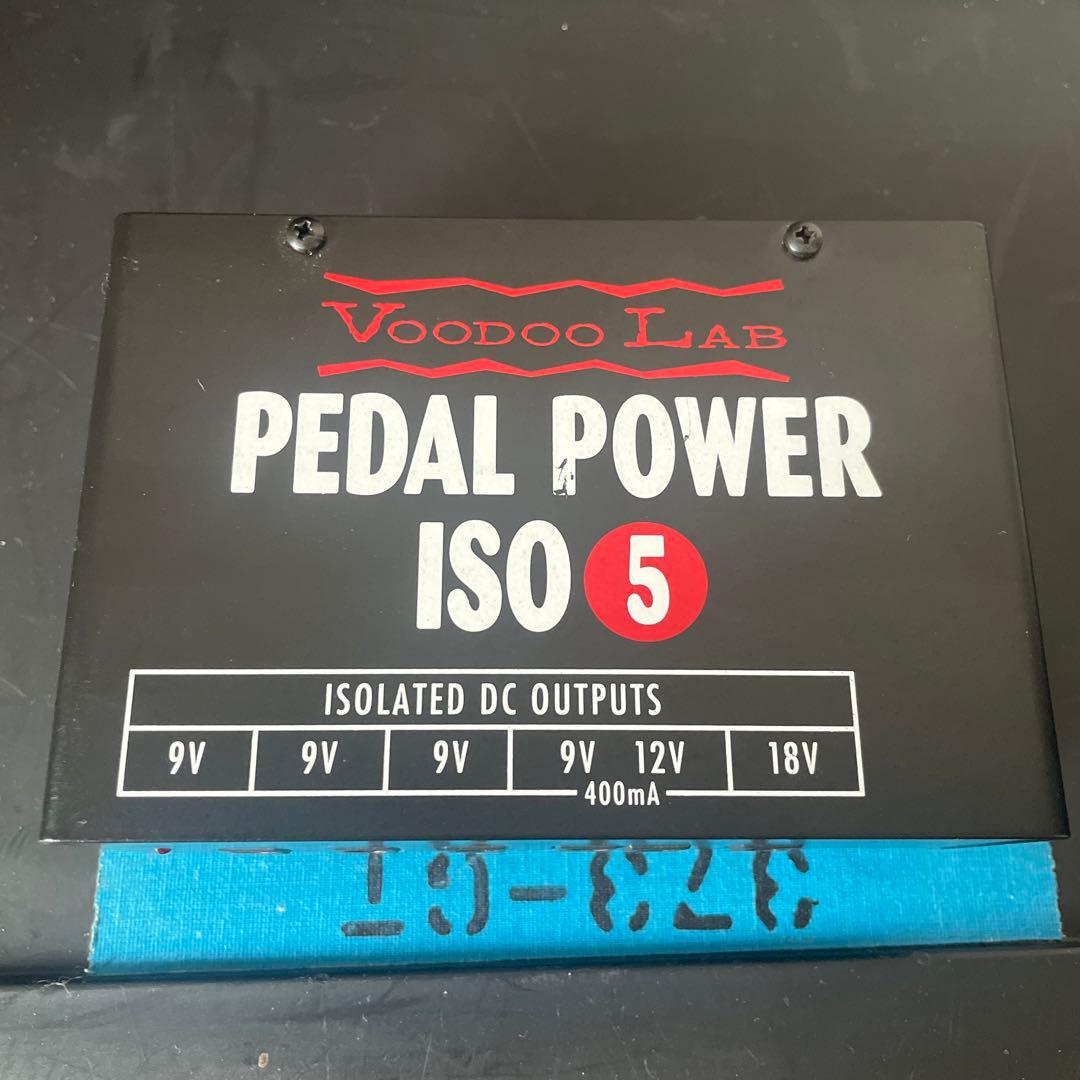 VOODOO LAB
PEDAL POWER
ISO 5
ISOLATED DC OUTPUTS
9V 9V 9V 9V 12V 18V
400mA